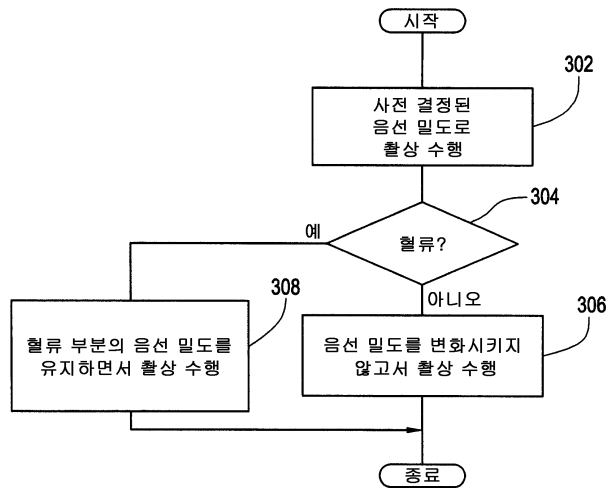 시작
302
사전 결정된
음선 밀도로
촬상 수행
304
혈류?
예
아니오
308
혈류 부분의 음선 밀도를
유지하면서 촬상 수행
306
음선 밀도를 변화시키지
않고서 촬상 수행
종료